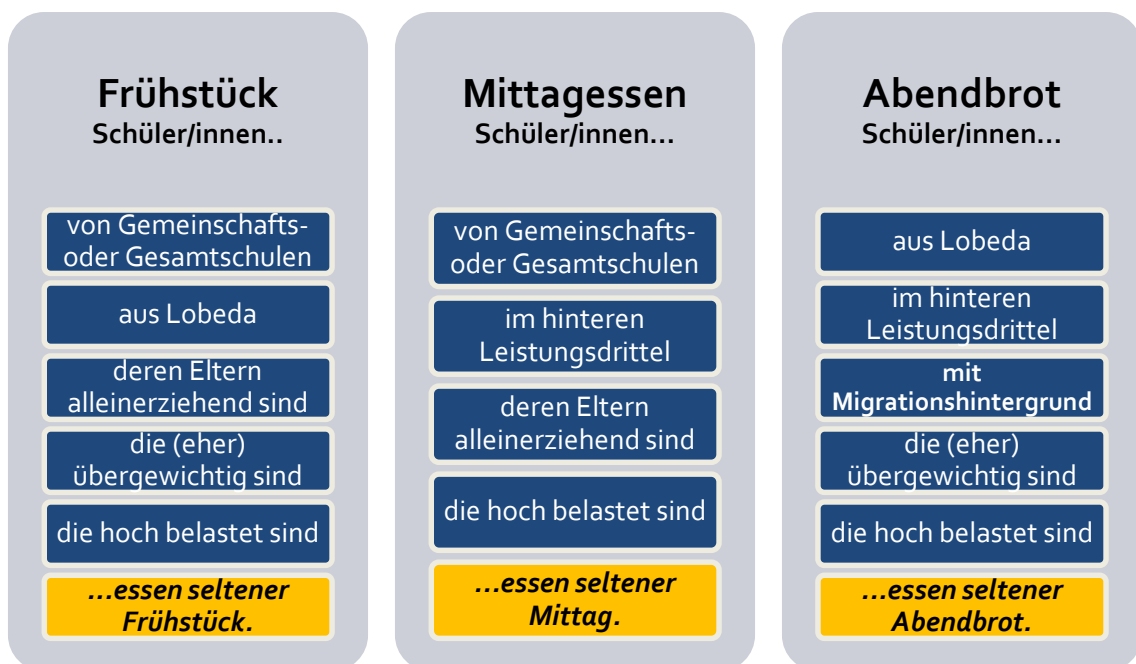 Frühstück
Schüler/innen..
von Gemeinschafts-
oder Gesamtschulen
aus Lobeda
deren Eltern
alleinerziehend sind
die (eher)
übergewichtig sind
die hoch belastet sind
...essen seltener
Frühstück.
Mittagessen
Schüler/innen...
von Gemeinschafts-
oder Gesamtschulen
im hinteren
Leistungsdrittel
deren Eltern
alleinerziehend sind
die hoch belastet sind
...essen seltener
Mittag.
Abendbrot
Schüler/innen...
aus Lobeda
im hinteren
Leistungsdrittel
mit
Migrationshintergrund
die (eher)
übergewichtig sind
die hoch belastet sind
...essen seltener
Abendbrot.